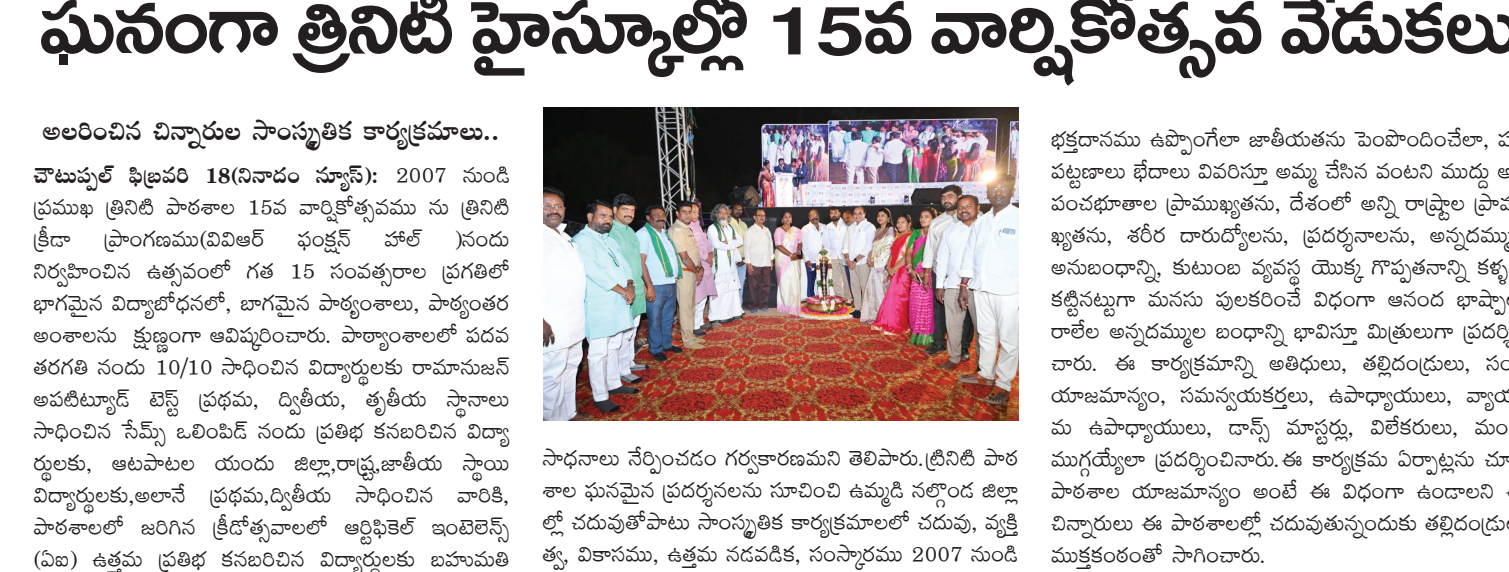 ఘనంగా త్రినిటీ హైస్కూల్లో 15వ వార్షికోత్సవ వేడుకలు
అలరించిన చిన్నారుల సాంస్కృతిక కార్యక్రమాలు..
చౌటుప్పల్ ఫిబ్రవరి 18(నినాదం న్యూస్): 2007 నుండి
ప్రముఖ త్రినిటి పాఠశాల 15వ వార్షికోత్సవము ను త్రినిటి
క్రీడా ప్రాంగణము(వివిఆర్ ఫంక్షన్ హాల్ )నందు
నిర్వహించిన ఉత్సవంలో గత 15 సంవత్సరాల ప్రగతిలో
భాగమైన విద్యాబోధనలో, బాగమైన పాఠ్యంశాలు, పాఠ్యంతర
అంశాలను క్షుణ్ణంగా ఆవిష్కరించారు. పాఠ్యాంశాలలో పదవ
తరగతి నందు 10/10 సాధించిన విద్యార్థులకు రామానుజన్
అపటిట్యూడ్ టెస్ట్ ప్రథమ, ద్వితీయ, తృతీయ స్థానాలు
సాధించిన సేమ్స్ ఒలింపిడ్ నందు ప్రతిభ కనబరిచిన విద్యా
ర్థులకు, ఆటపాటల యందు జిల్లా,రాష్ట్ర,జాతీయ స్థాయి
విద్యార్థులకు,అలానే ప్రథమ,ద్వితీయ సాధించిన వారికి,
పాఠశాలలో జరిగిన క్రీడోత్సవాలలో ఆర్టిఫికెల్ ఇంటెలెన్స్
(ఏఐ) ఉత్తమ ప్రతిభ కనబరిచిన విద్యార్థులకు బహుమతి
సాధనాలు నేర్పించడం గర్వకారణమని తెలిపారు.ట్రినిటి పాఠ
శాల ఘనమైన ప్రదర్శనలను సూచించి ఉమ్మడి నల్గొండ జిల్లా
ల్లో చదువుతోపాటు సాంస్కృతిక కార్యక్రమాలలో చదువు, వ్యక్తి
త్వ, వికాసము, ఉత్తమ నడవడిక, సంస్కారము 2007 నుండి
భక్తదానము ఉప్పొంగేలా జాతీయతను పెంపొందించేలా,
పట్టణాలు భేదాలు వివరిస్తూ అమ్మ చేసిన వంటని ముద్దు
పంచభూతాల ప్రాముఖ్యతను, దేశంలో అన్ని రాష్ట్రాల
ఖ్యతను, శరీర దారుఢ్యోలను, ప్రదర్శనాలను,
అనుబంధాన్ని, కుటుంబ వ్యవస్థ యొక్క గొప్పతనాన్ని కళ్ళ
కట్టినట్టుగా మనసు పులకరించే విధంగా ఆనంద
రాలేల అన్నదమ్ముల బంధాన్ని భావిస్తూ మిత్రులుగా
చారు. ఈ కార్యక్రమాన్ని అతిధులు, తల్లిదండ్రులు,
యాజమాన్యం, సమన్వయకర్తలు, ఉపాధ్యాయులు,
మ ఉపాధ్యాయులు, డాన్స్ మాస్టర్లు, విలేకరులు,
ముగ్గయ్యేలా ప్రదర్శించినారు.ఈ కార్యక్రమ ఏర్పాట్లను
పాఠశాల యాజమాన్యం అంటే ఈ విధంగా ఉండాలని
చిన్నారులు ఈ పాఠశాలల్లో చదువుతున్నందుకు
ముక్తకంఠంతో సాగించారు.